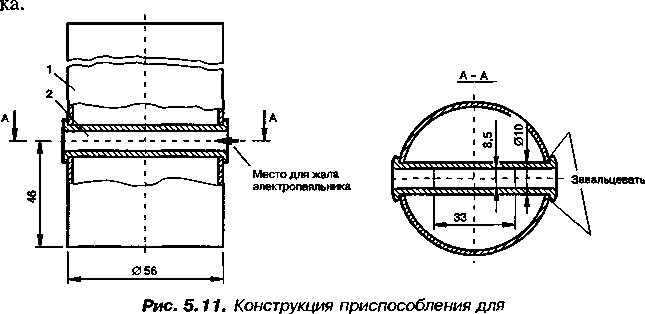 ка.
1
2
А
А
46
Место для жала
электропаяльника
Ø 56
А – А
8,5
Ø10
33
Завальцевать
Рис. 5.11. Конструкция приспособления для